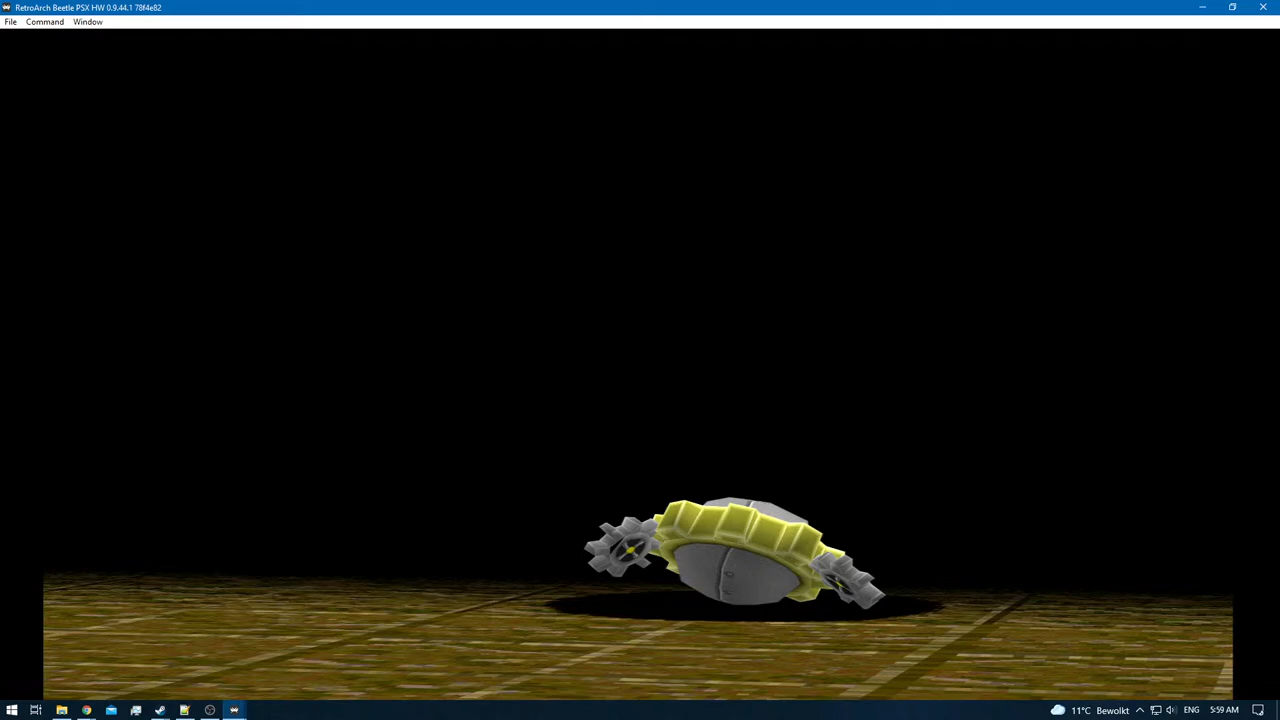 RetroArch Beetle PSX HW 0.9.44.1 78f4e82
File Command Window
11°C Bewolkt ENG 5:59 AM